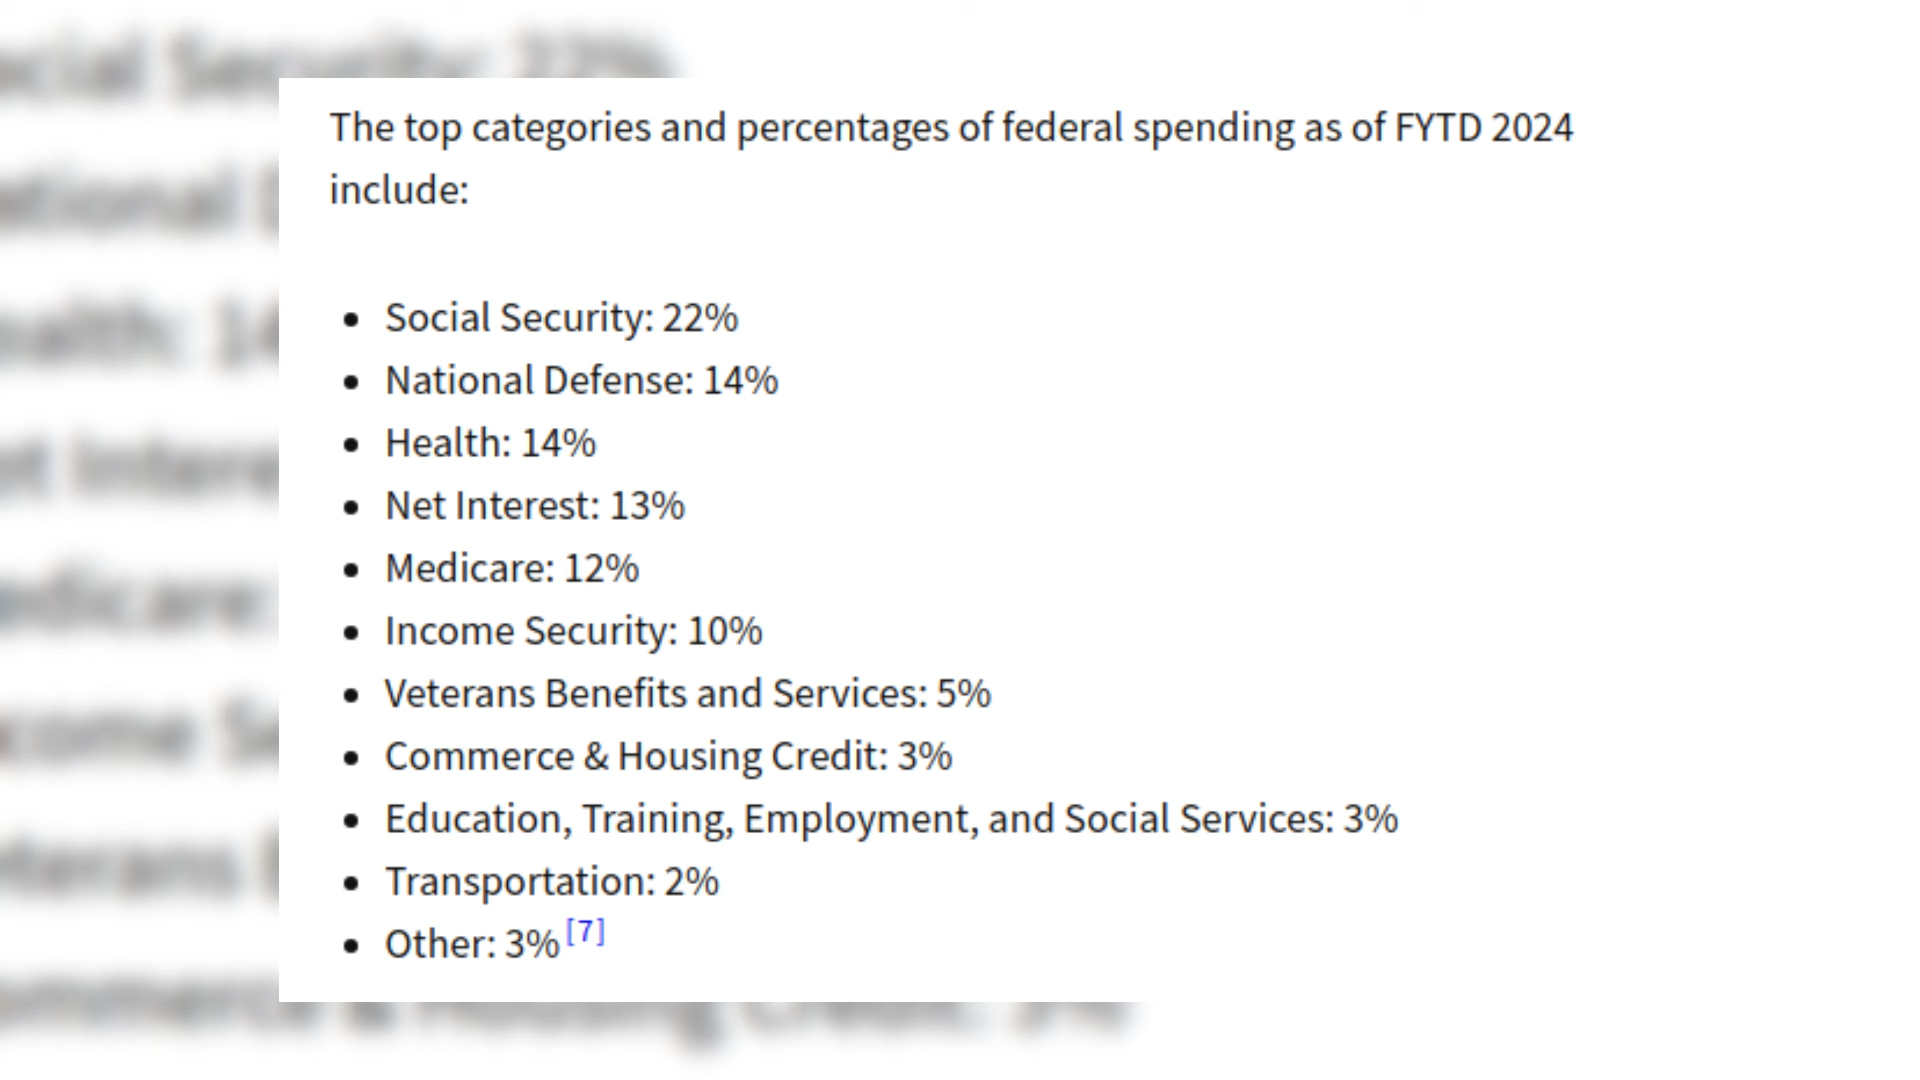 The top categories and percentages of federal spending as of FYTD 2024
include:
• Social Security: 22%
• National Defense: 14%
• Health: 14%
• Net Interest: 13%
• Medicare: 12%
• Income Security: 10%
• Veterans Benefits and Services: 5%
• Commerce & Housing Credit: 3%
• Education, Training, Employment, and Social Services: 3%
• Transportation: 2%
• Other: 3% [7]